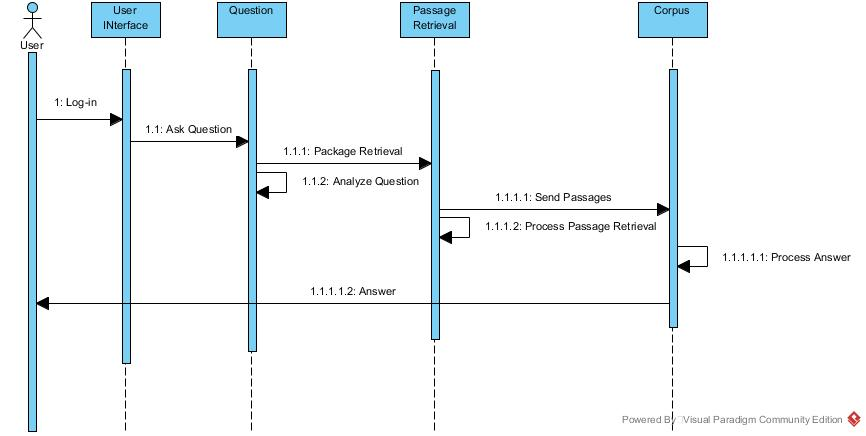 User
INterface
Question
Passage
Retrieval
Corpus
User
1: Log-in
1.1: Ask Question
1.1.1: Package Retrieval
1.1.2: Analyze Question
1.1.1.1: Send Passages
1.1.1.2: Process Passage Retrieval
1.1.1.1.1: Process Answer
1.1.1.1.2: Answer
Powered By Visual Paradigm Community Edition